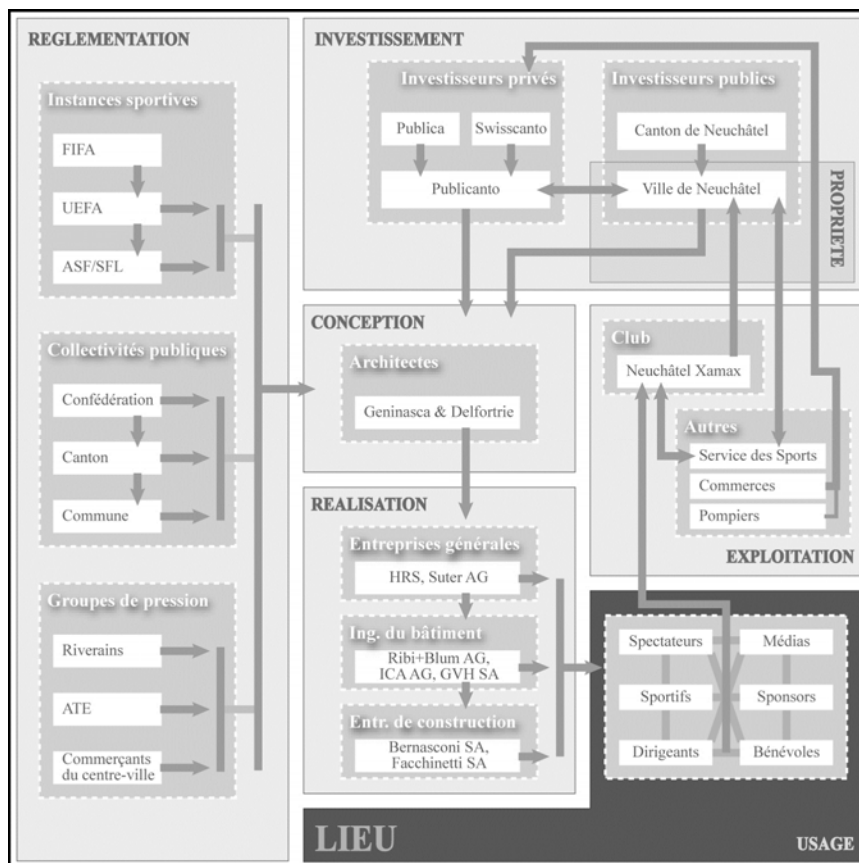 REGLEMENTATION
Instances sportives
FIFA
UEFA
ASF/SFL
Collectivités publiques
Confédération
Canton
Commune
Groupes de pression
Riverains
ATE
Commerçants
du centre-ville
INVESTISSEMENT
Investisseurs privés
Publica
Swisscanto
Publicanto
Investisseurs publics
Canton de Neuchâtel
Ville de Neuchâtel
PROPRIETE
CONCEPTION
Architectes
Geninasca & Delfortrie
REALISATION
Entreprises générales
HRS, Suter AG
Ing. du bâtiment
Ribi+Blum AG,
ICA AG, GVH SA
Entr. de construction
Bernasconi SA,
Facchinetti SA
Club
Neuchâtel Xamax
Autres
Service des Sports
Commerces
Pompiers
EXPLOITATION
Spectateurs
Médias
Sportifs
Sponsors
Dirigeants
Bénévoles
LIEU
USAGE